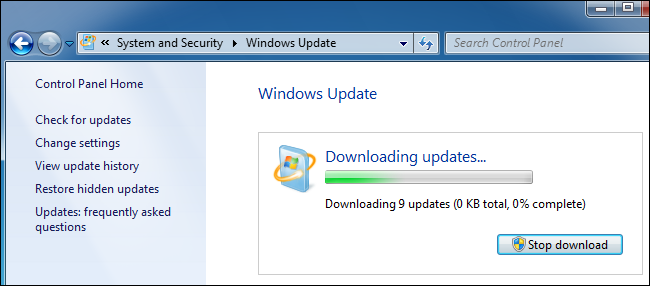 « System and Security Windows Update
Search Control Panel
Control Panel Home
Check for updates
Change settings
View update history
Restore hidden updates
Updates: frequently asked
questions
Windows Update
Downloading updates...
Downloading 9 updates (0 KB total, 0% complete)
Stop download